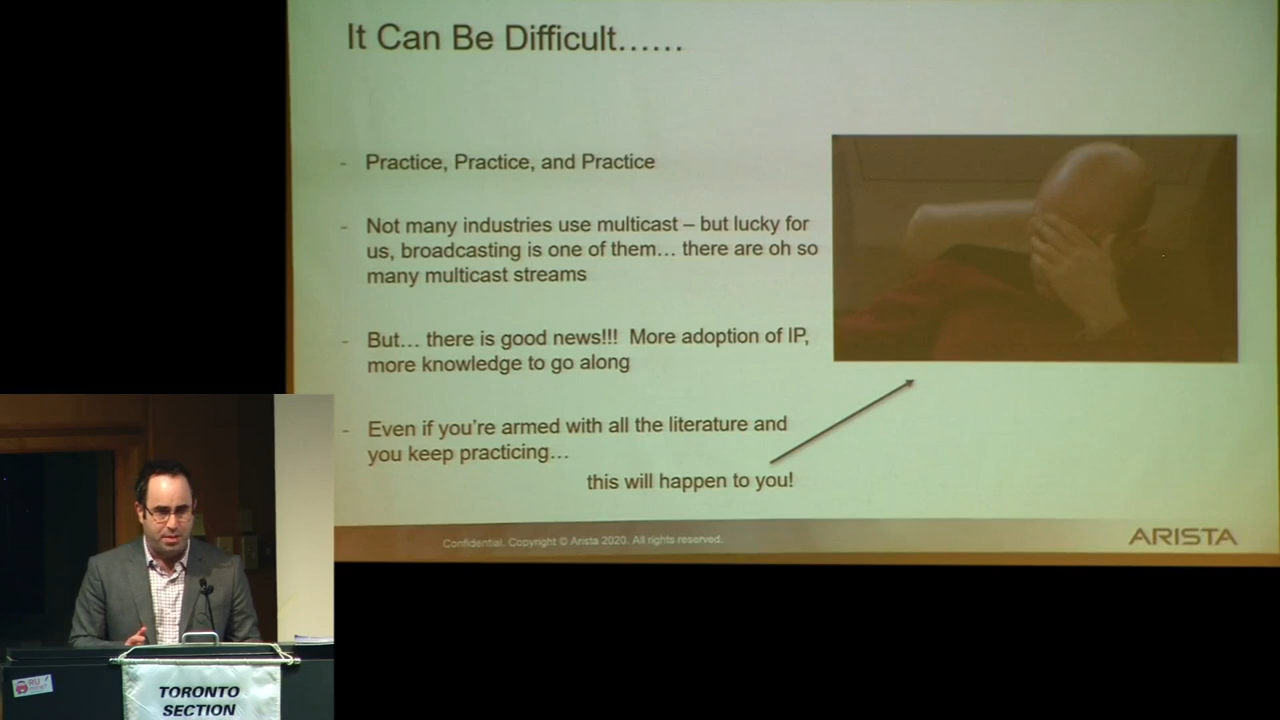 It Can Be Difficult......
- Practice, Practice, and Practice
- Not many industries use multicast – but lucky for
us, broadcasting is one of them... there are oh so
many multicast streams
- But... there is good news!!! More adoption of IP,
more knowledge to go along
- Even if you're armed with all the literature and
you keep practicing...
this will happen to you!
Confidential. Copyright © Arista 2020. All rights reserved.
ARISTA
RU
TORONTO
SECTION